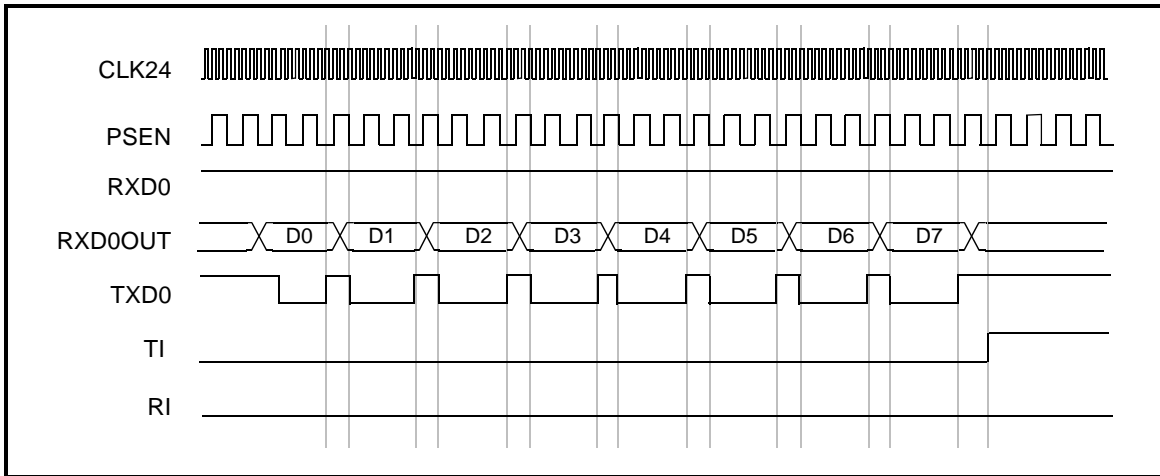 CLK24
PSEN
RXD0
RXD0OUT D0 D1 D2 D3 D4 D5 D6 D7
TXD0
TI
RI